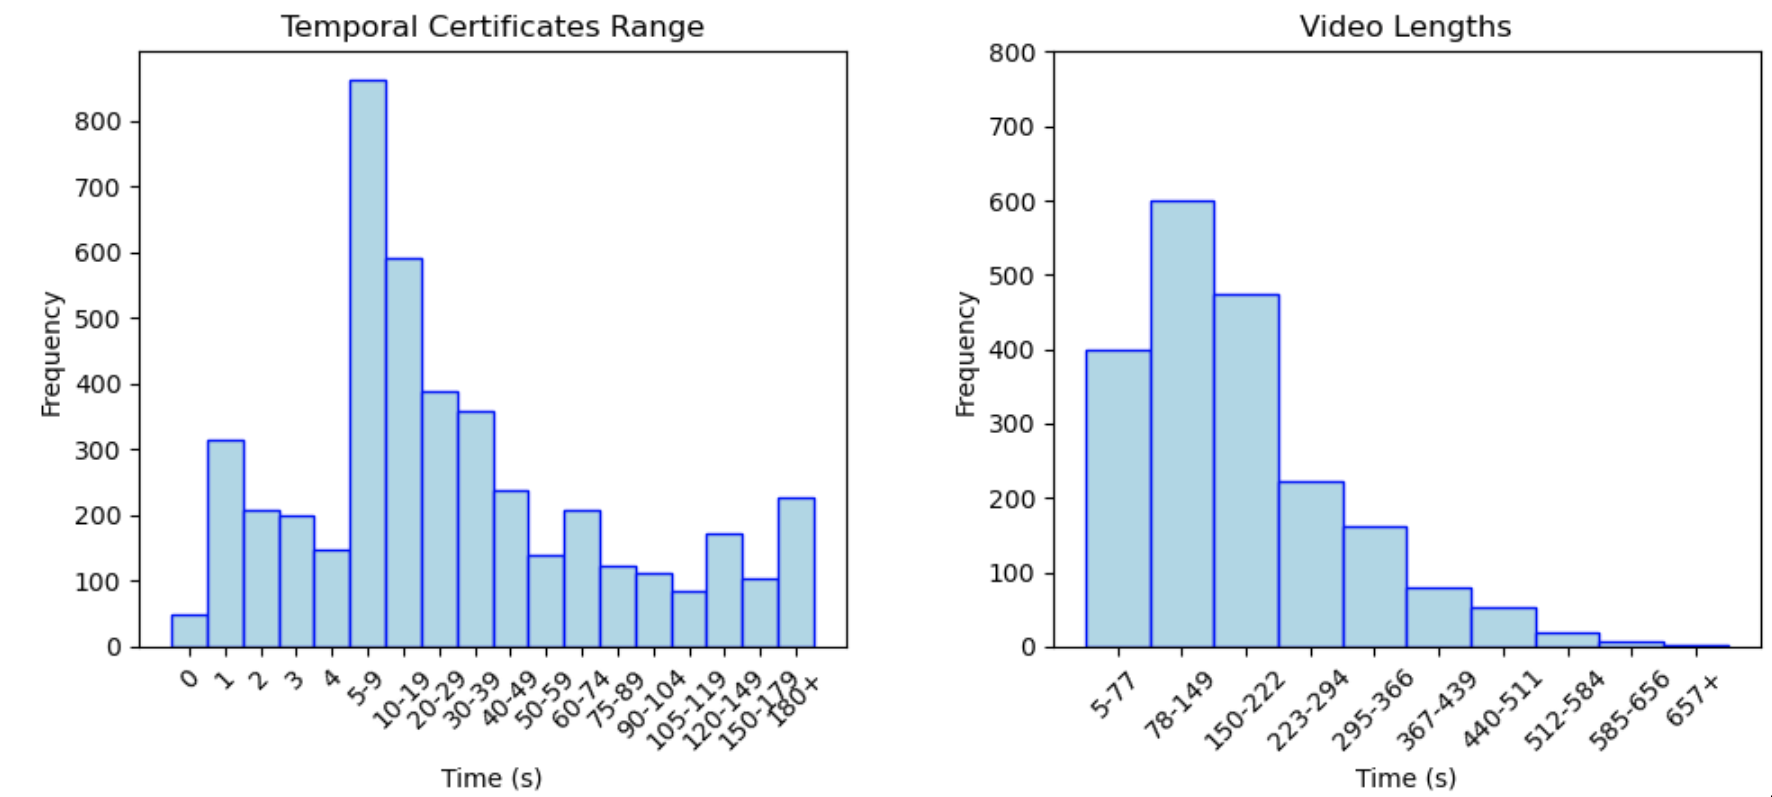 Temporal Certificates Range
Frequency
800
700
600
500
400
300
200
100
0
0 1 2 3 4 5-9 10-19 20-29 30-39 40-49 50-59 60-74 75-89 90-104 105-119 120-149 150-179 180+
Time (s)
Video Lengths
Frequency
800
700
600
500
400
300
200
100
0
5-77 78-149 150-222 223-294 295-366 367-439 440-511 512-584 585-656 657+
Time (s)